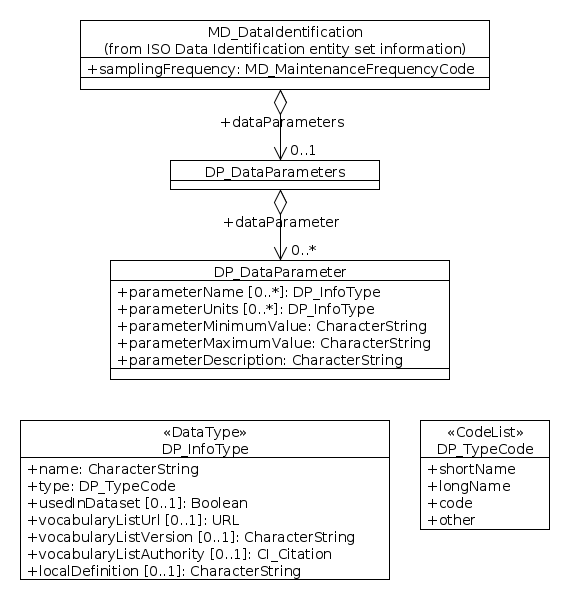 MD_DataIdentification
(from ISO Data Identification entity set information)
+samplingFrequency: MD_MaintenanceFrequencyCode
+dataParameters
0..1
DP_DataParameters
+dataParameter
0..*
DP_DataParameter
+parameterName [0..*]: DP_InfoType
+parameterUnits [0..*]: DP_InfoType
+parameterMinimumValue: CharacterString
+parameterMaximumValue: CharacterString
+parameterDescription: CharacterString
«DataType»
DP_InfoType
+name: CharacterString
+type: DP_TypeCode
+usedInDataset [0..1]: Boolean
+vocabularyListUrl [0..1]: URL
+vocabularyListVersion [0..1]: CharacterString
+vocabularyListAuthority [0..1]: CI_Citation
+localDefinition [0..1]: CharacterString
«CodeList»
DP_TypeCode
+shortName
+longName
+code
+other